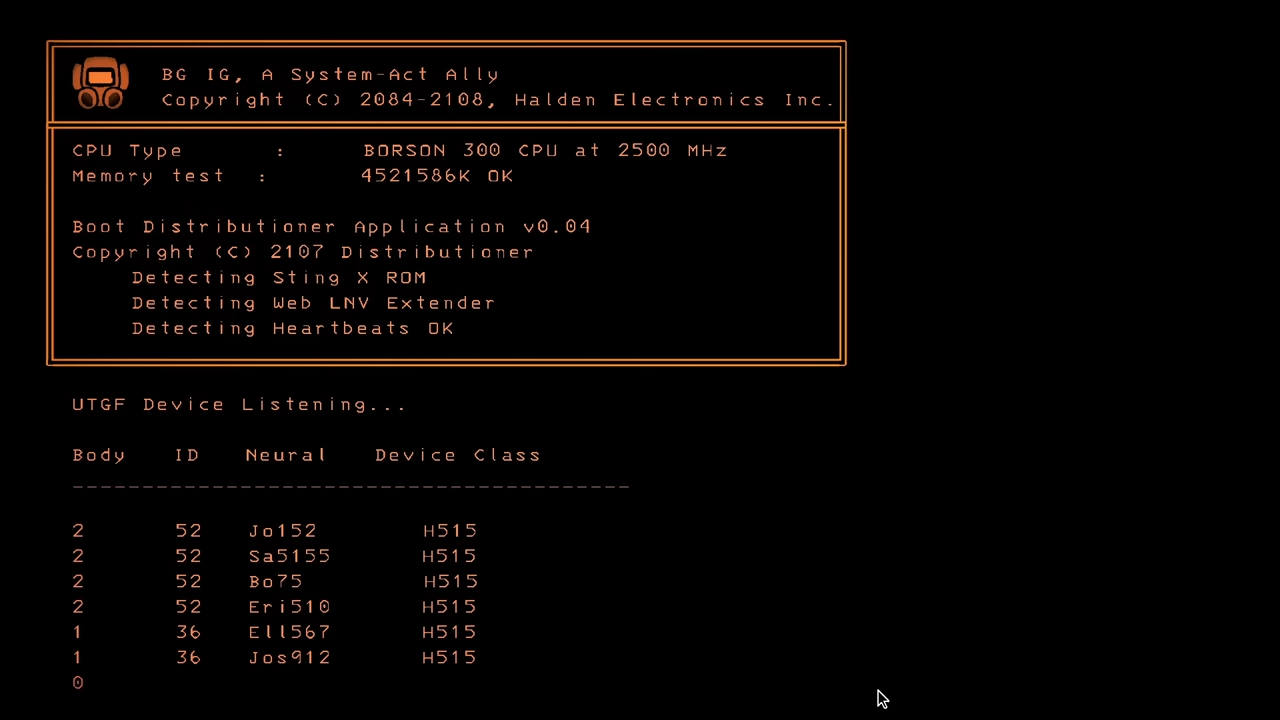 BG IG, A System-Act Ally
Copyright (C) 2084-2108, Halden Electronics Inc.
CPU Type : BORSON 300 CPU at 2500 MHz
Memory test : 4521586K OK
Boot Distributioner Application v0.04
Copyright (C) 2107 Distributioner
Detecting Sting X ROM
Detecting Web LNV Extender
Detecting Heartbeats OK
UTGF Device Listening...
Body ID Neural Device Class
----------------------------------------
2 52 Jo152 H515
2 52 Sa5155 H515
2 52 Bo75 H515
2 52 Eri510 H515
1 36 Ell567 H515
1 36 Jos912 H515
0